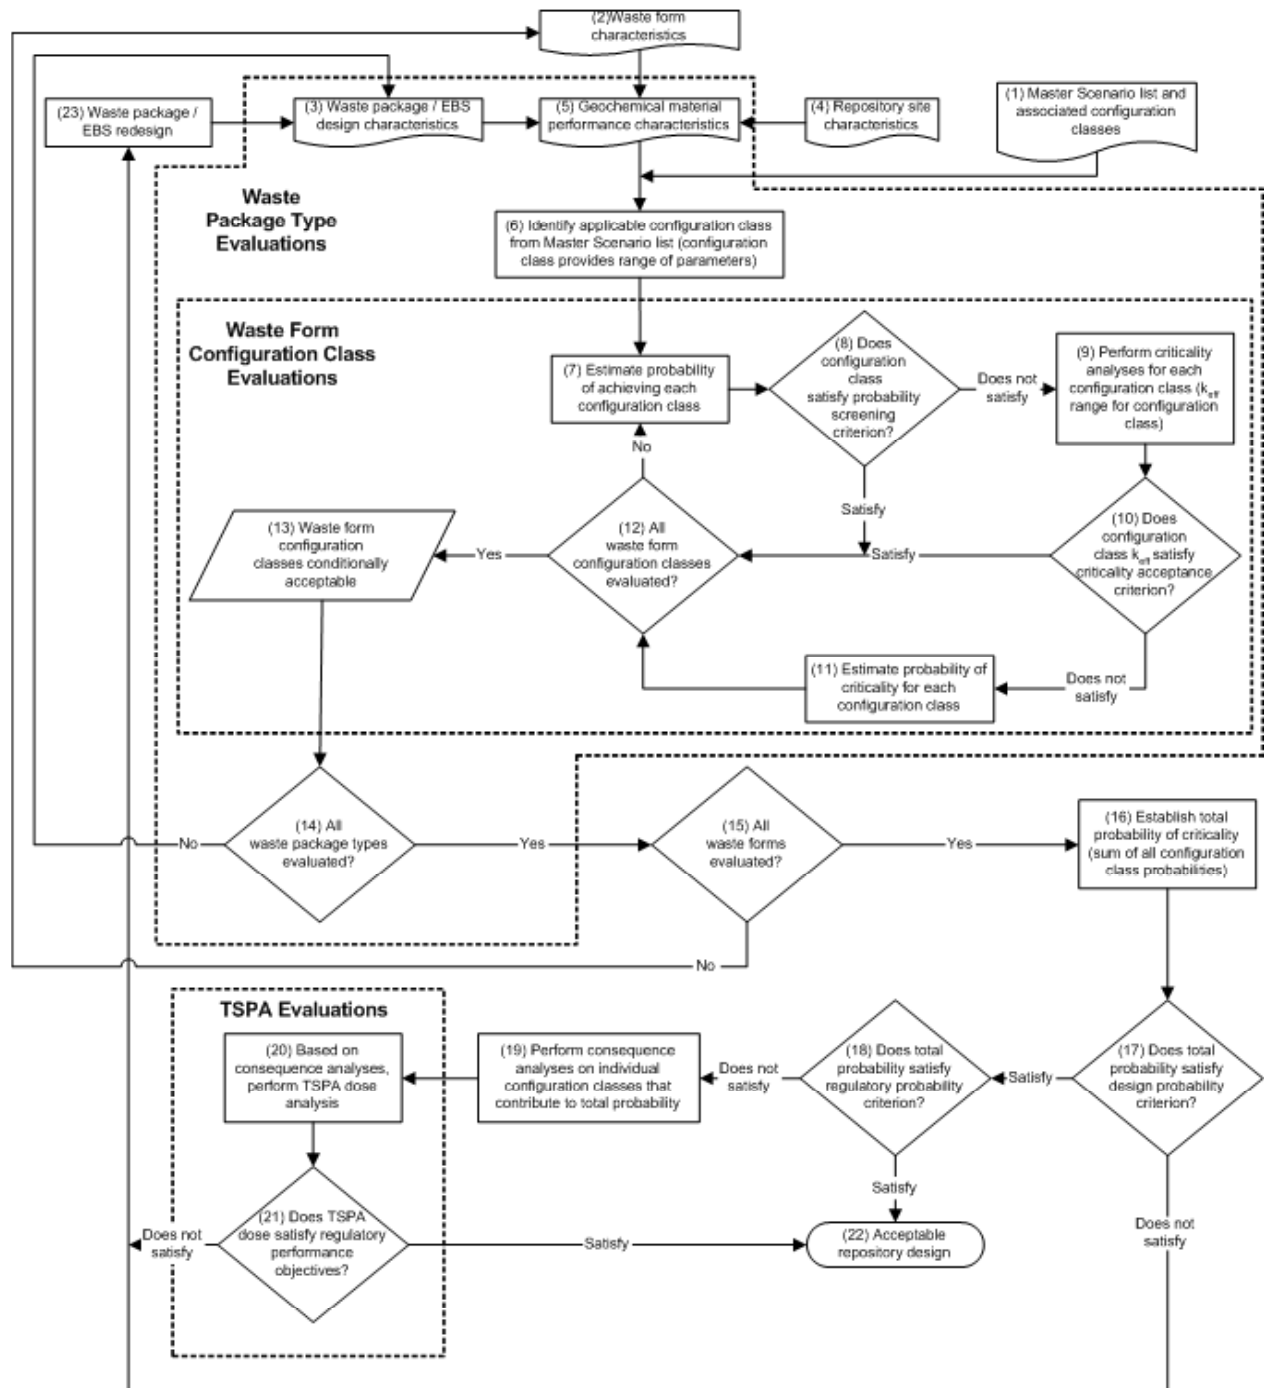 (2)Waste form
characteristics
(23) Waste package /
EBS redesign
(3) Waste package / EBS
design characteristics
(5) Geochemical material
performance characteristics
(4) Repository site
characteristics
(1) Master Scenario list and
associated configuration
classes
Waste
Package Type
Evaluations
(6) Identify applicable configuration class
from Master Scenario list (configuration
class provides range of parameters)
Waste Form
Configuration Class
Evaluations
(7) Estimate probability
of achieving each
configuration class
(8) Does
configuration
class
satisfy probability
screening
criterion?
Does not
satisfy
(9) Perform criticality
analyses for each
configuration class (keff
range for configuration
class)
No
Satisfy
(13) Waste form
configuration
classes conditionally
acceptable
Yes
(12) All
waste form
configuration classes
evaluated?
Satisfy
(10) Does
configuration
class keff satisfy
criticality acceptance
criterion?
(11) Estimate probability of
criticality for each
configuration class
Does not
satisfy
No
(14) All
waste package types
evaluated?
Yes
(15) All
waste forms
evaluated?
Yes
(16) Establish total
probability of criticality
(sum of all configuration
class probabilities)
No
TSPA Evaluations
(20) Based on
consequence analyses,
perform TSPA dose
analysis
(19) Perform consequence
analyses on individual
configuration classes that
contribute to total probability
Does not
satisfy
(18) Does total
probability satisfy
regulatory probability
criterion?
Satisfy
(17) Does total
probability satisfy
design probability
criterion?
Satisfy
Does not
satisfy
(21) Does TSPA
dose satisfy regulatory
performance
objectives?
Satisfy
(22) Acceptable
repository design
Does not
satisfy